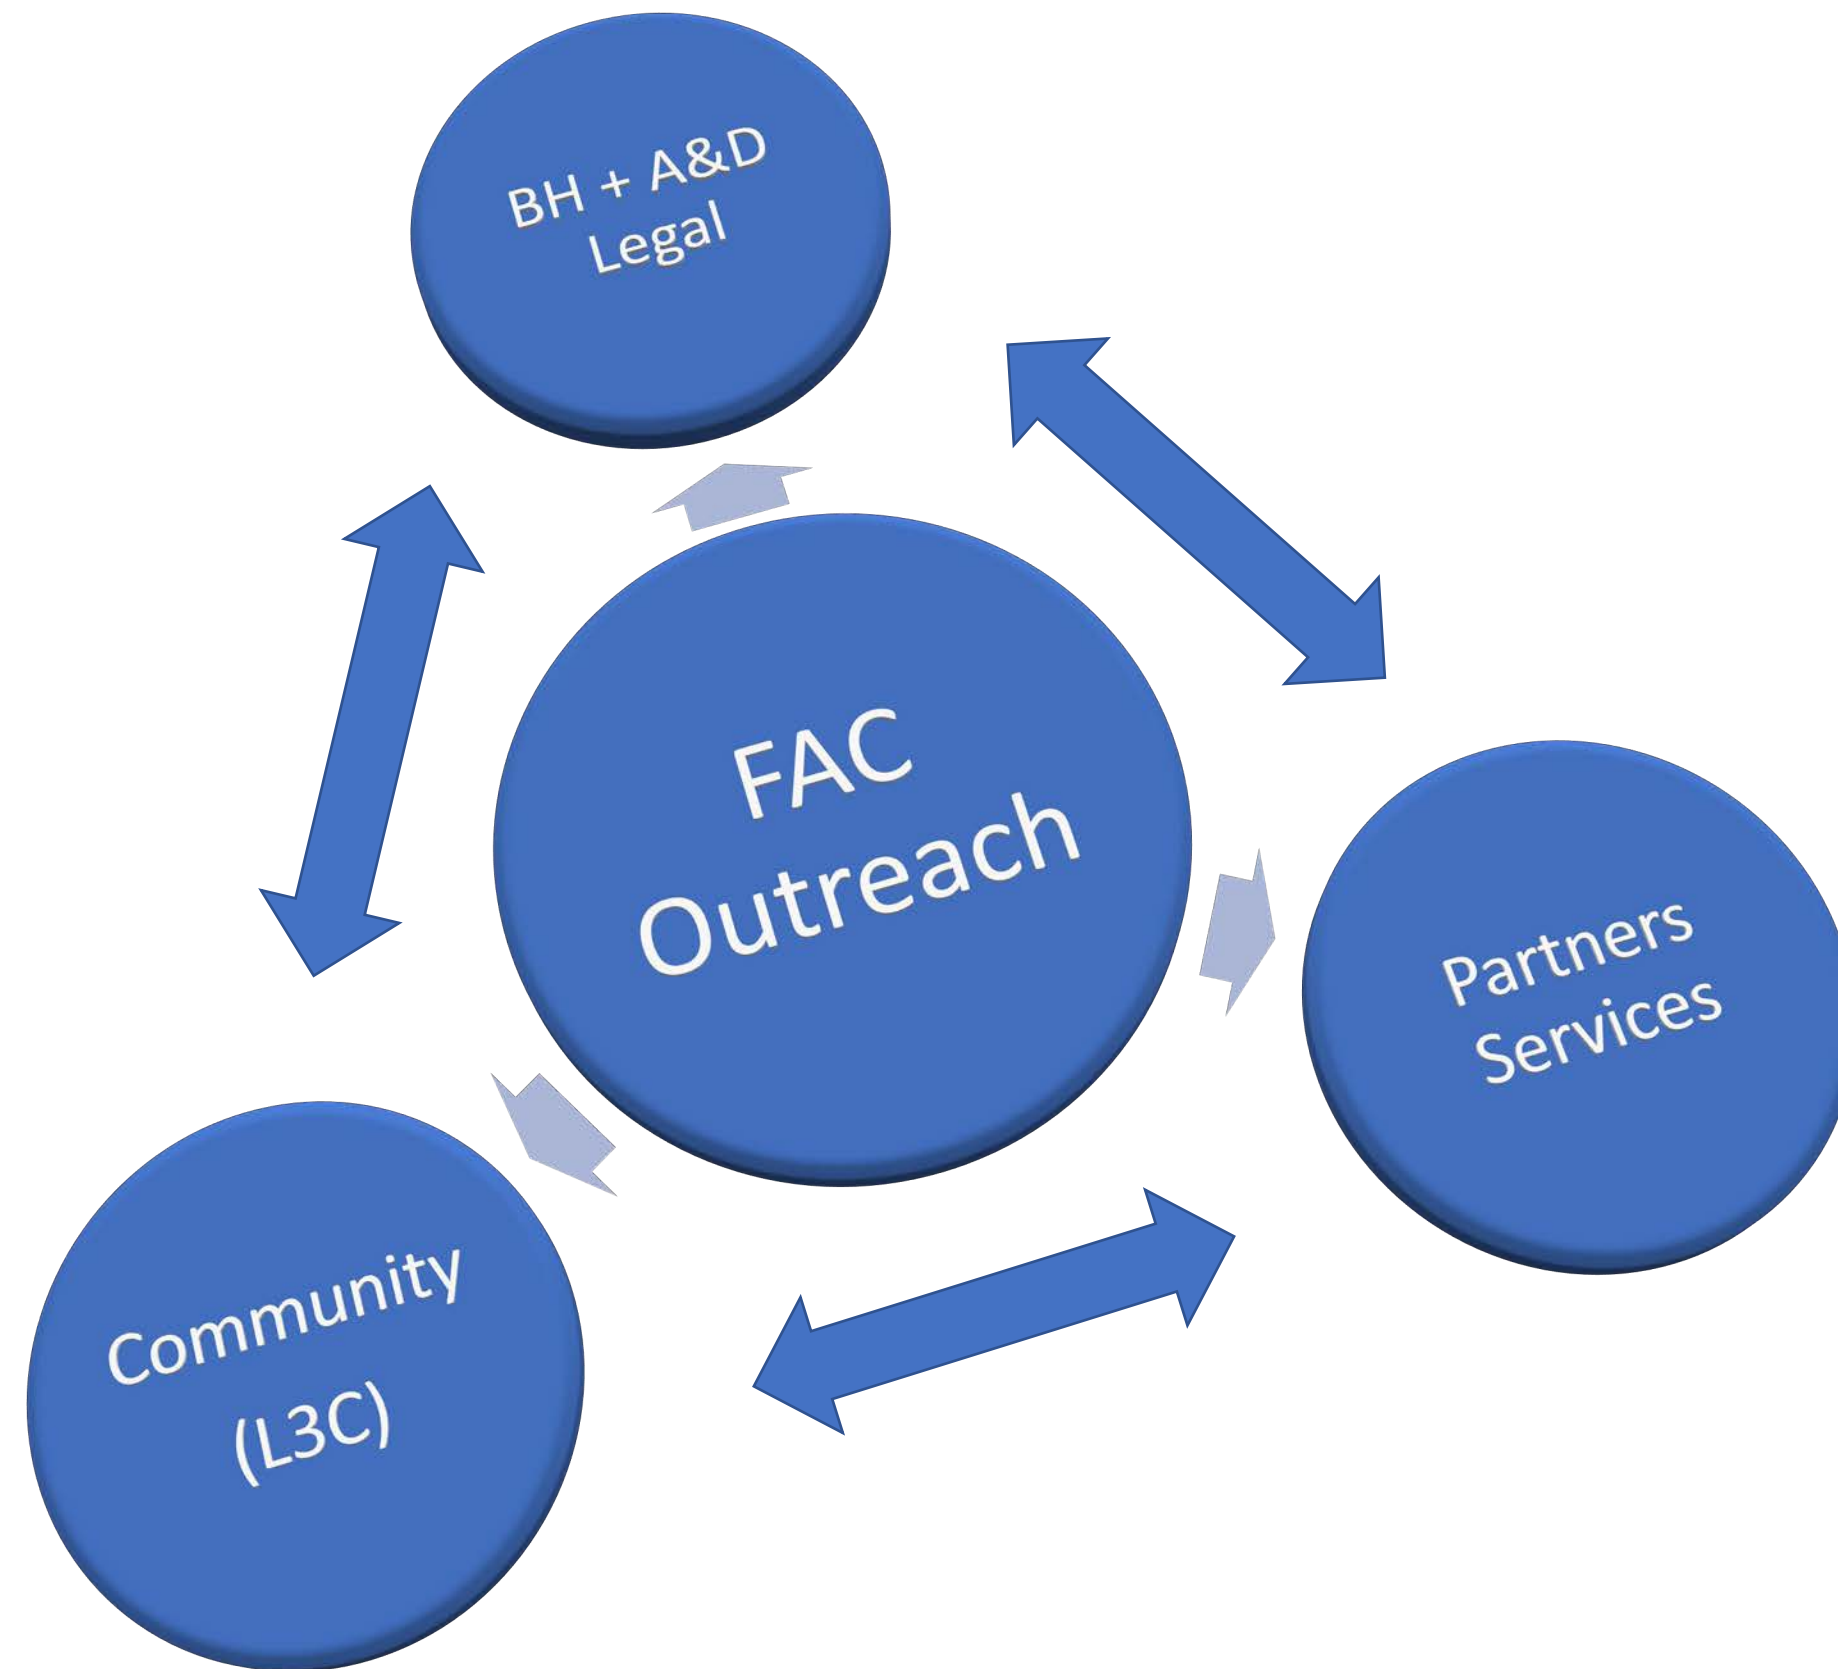 BH + A&D
Legal
FAC
Outreach
Partners
Services
Community
(L3C)